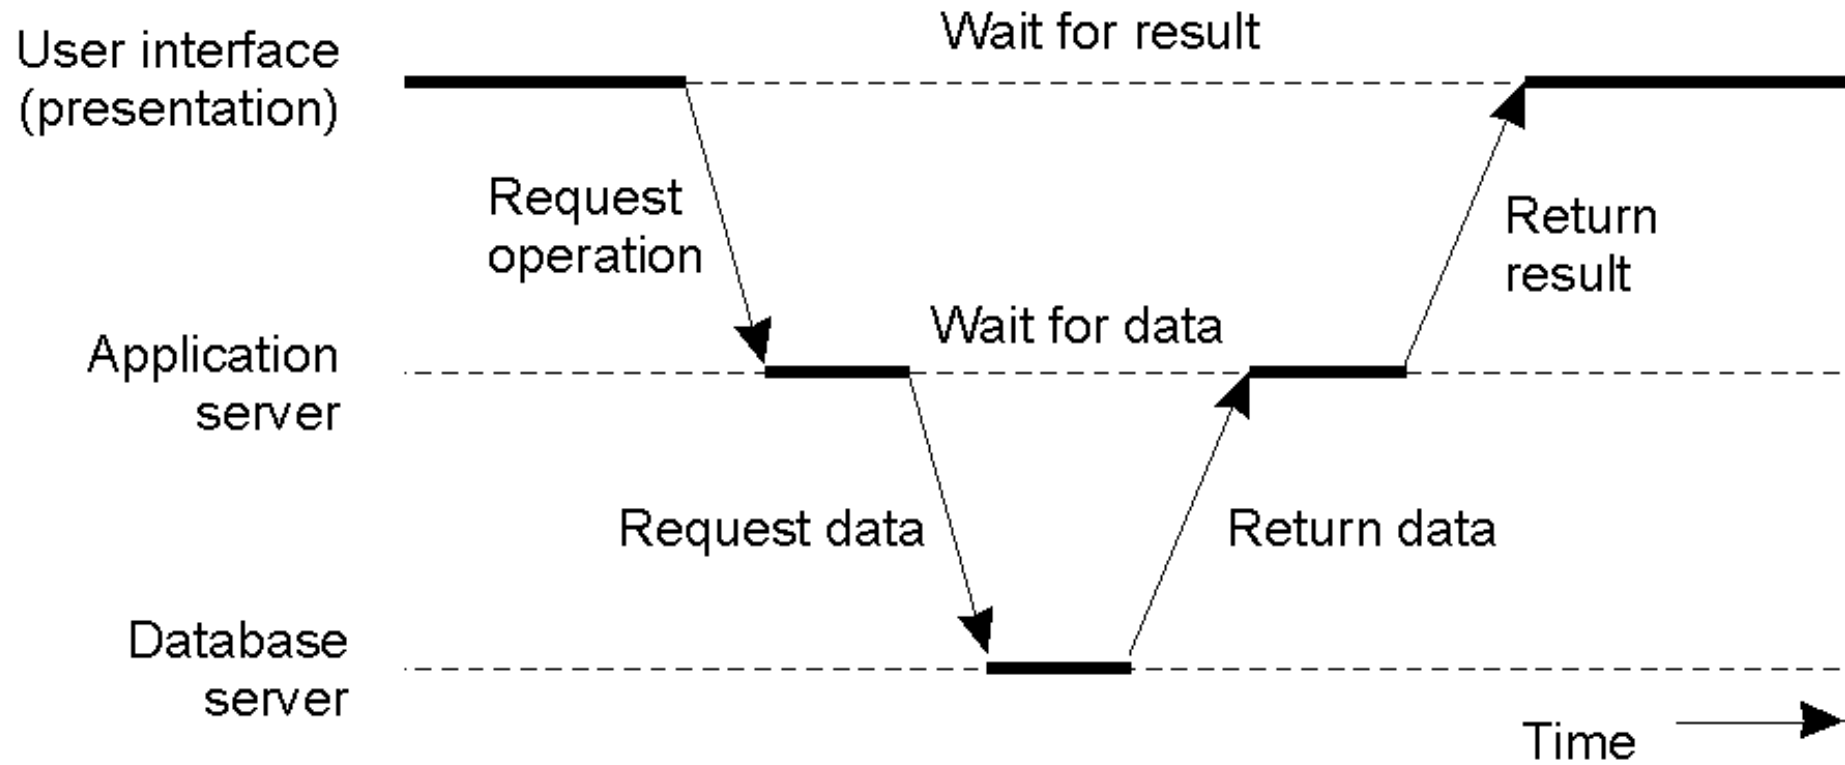 User interface
(presentation)
Wait for result
Request
operation
Return
result
Application
server
Wait for data
Request data
Return data
Database
server
Time